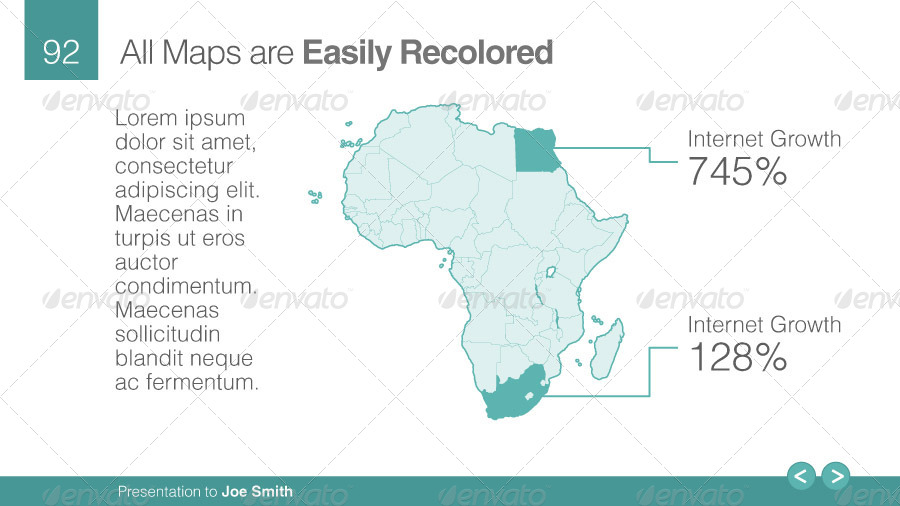 92
All Maps are Easily Recolored
Lorem ipsum
dolor sit amet,
consectetur
adipiscing elit.
Maecenas in
turpis ut eros
auctor
condimentum.
Maecenas
sollicitudin
blandit neque
ac fermentum.
Internet Growth
745%
Internet Growth
128%
Presentation to Joe Smith
< >
envato envato envato envato envato
envato envato envato envato envato
envato envato envato envato envato